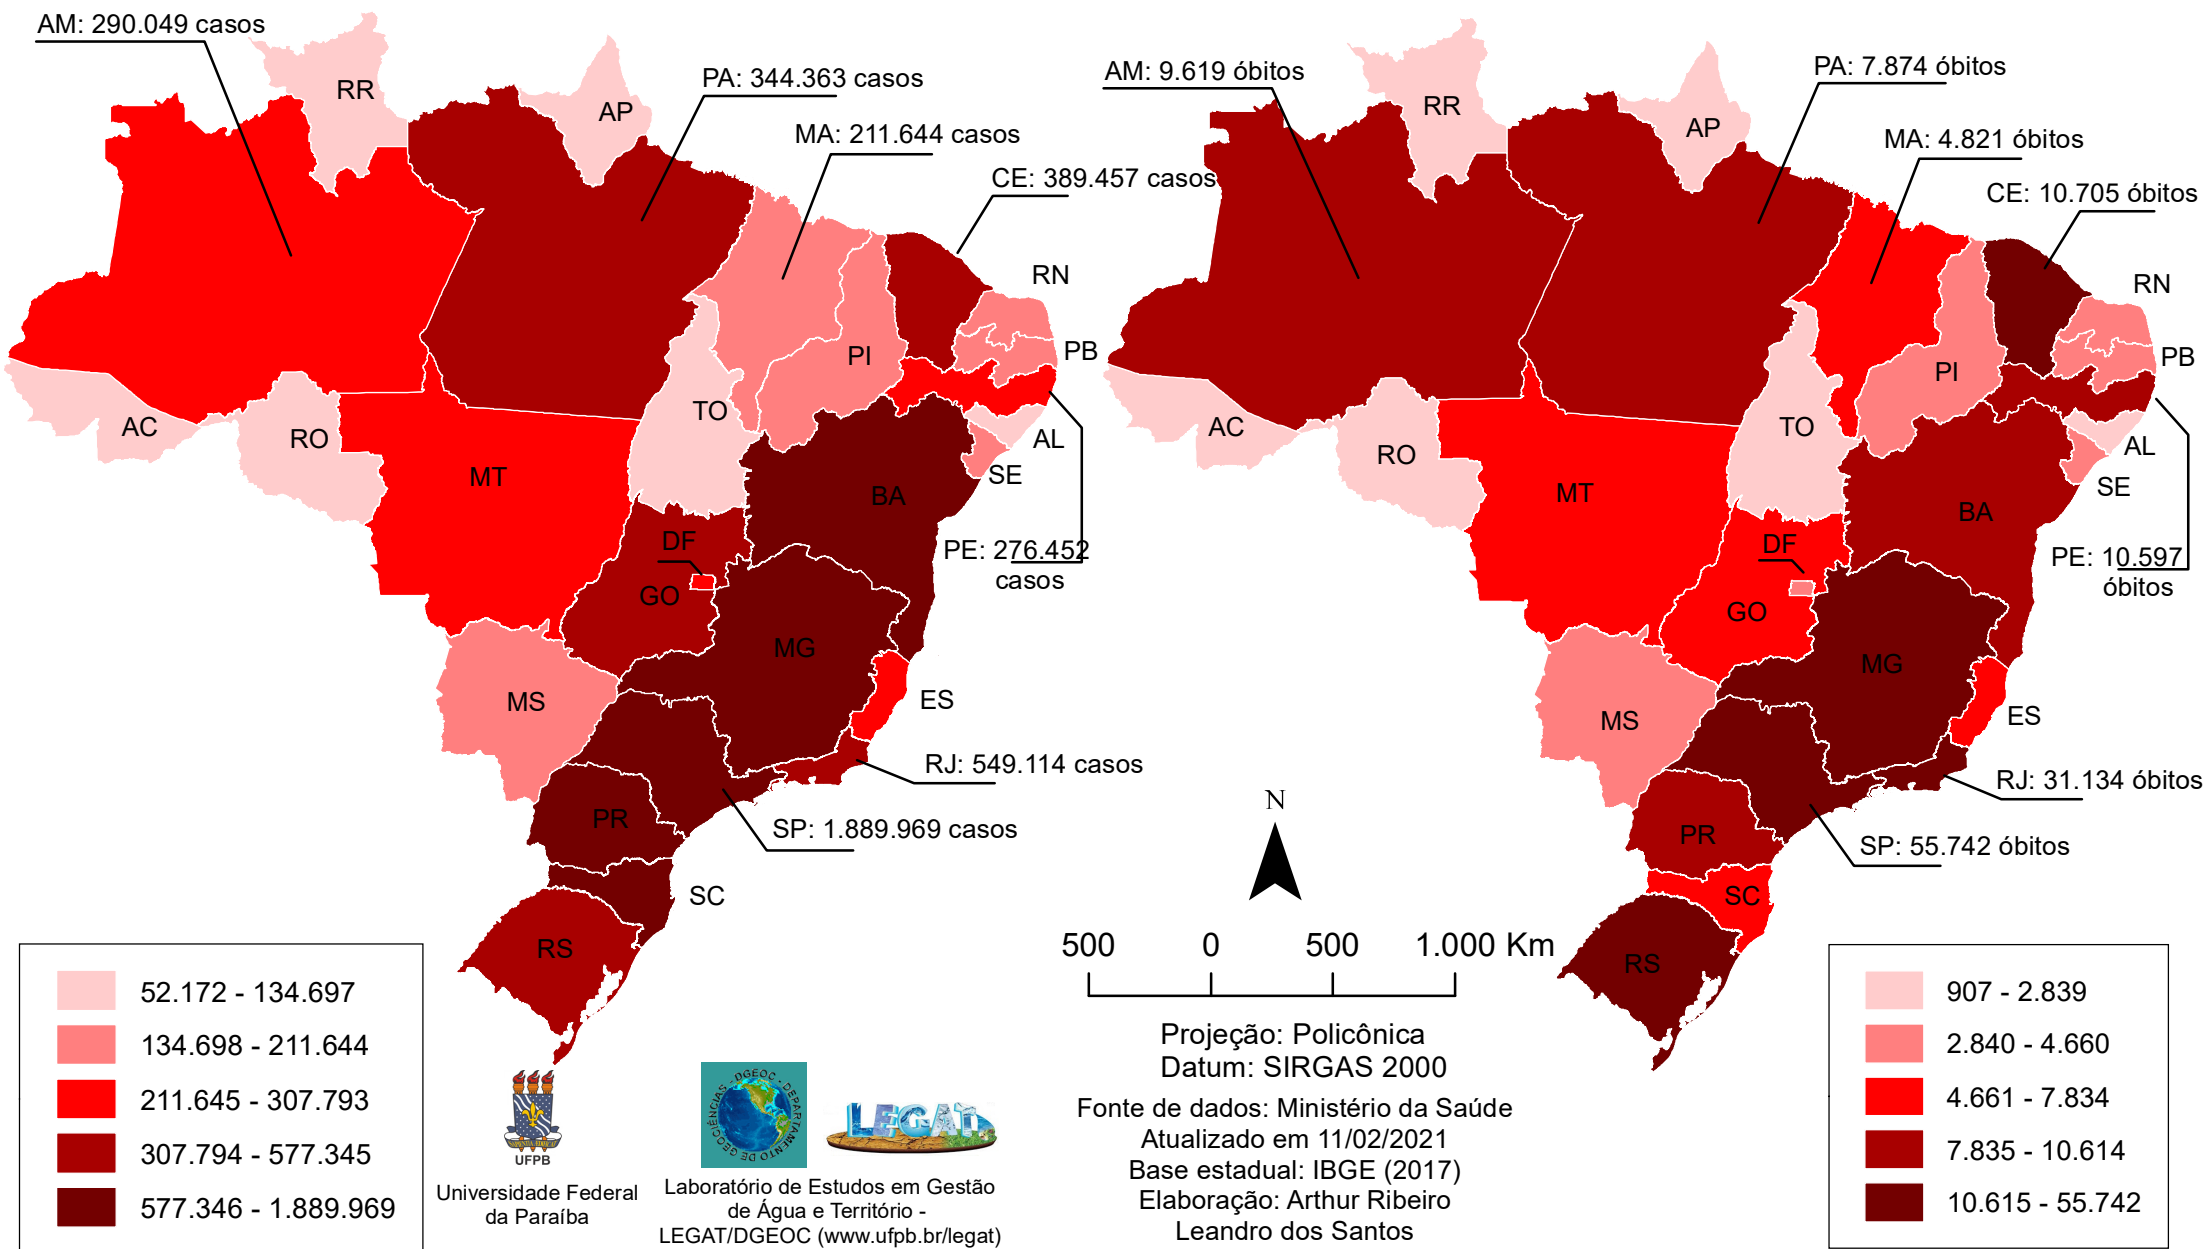 AM: 290.049 casos
RR
AP
PA: 344.363 casos
MA: 211.644 casos
CE: 389.457 casos
RN
PB
PI
TO
AC
RO
MT
AL
SE
BA
DF
PE: 276.452
casos
GO
MG
MS
ES
RJ: 549.114 casos
SP: 1.889.969 casos
PR
SC
RS
52.172 - 134.697
134.698 - 211.644
211.645 - 307.793
307.794 - 577.345
577.346 - 1.889.969
AM: 9.619 óbitos
RR
AP
PA: 7.874 óbitos
MA: 4.821 óbitos
CE: 10.705 óbitos
RN
PB
PI
TO
AC
RO
MT
AL
SE
BA
DF
PE: 10.597
óbitos
GO
MG
MS
ES
RJ: 31.134 óbitos
SP: 55.742 óbitos
PR
SC
RS
907 - 2.839
2.840 - 4.660
4.661 - 7.834
7.835 - 10.614
10.615 - 55.742
N
500 0 500 1.000 Km
Projeção: Policônica
Datum: SIRGAS 2000
Fonte de dados: Ministério da Saúde
Atualizado em 11/02/2021
Base estadual: IBGE (2017)
Elaboração: Arthur Ribeiro
Leandro dos Santos
UFPB
Universidade Federal
da Paraíba
DGEOC - DEPARTAMENTO DE GEOCIÊNCIAS -
LEGAT
Laboratório de Estudos em Gestão
de Água e Território -
LEGAT/DGEOC (www.ufpb.br/legat)